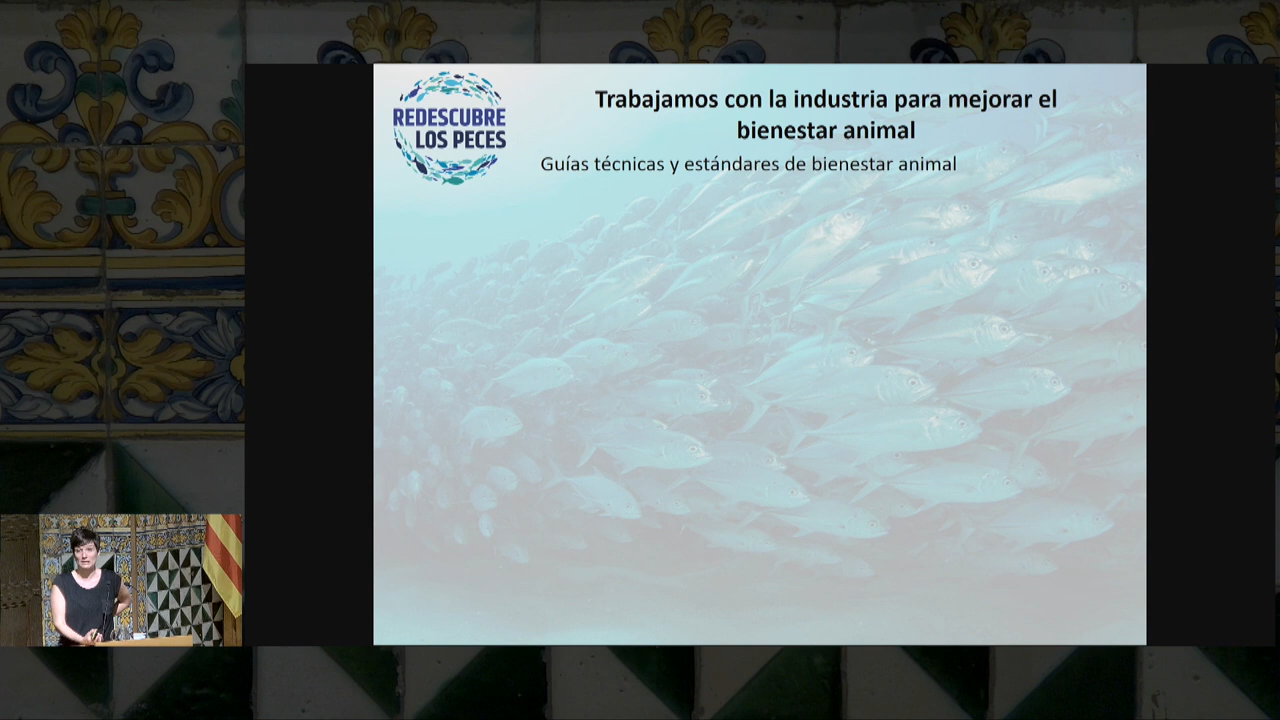 REDESCUBRE
LOS PECES
Trabajamos con la industria para mejorar el
bienestar animal
Guías técnicas y estándares de bienestar animal